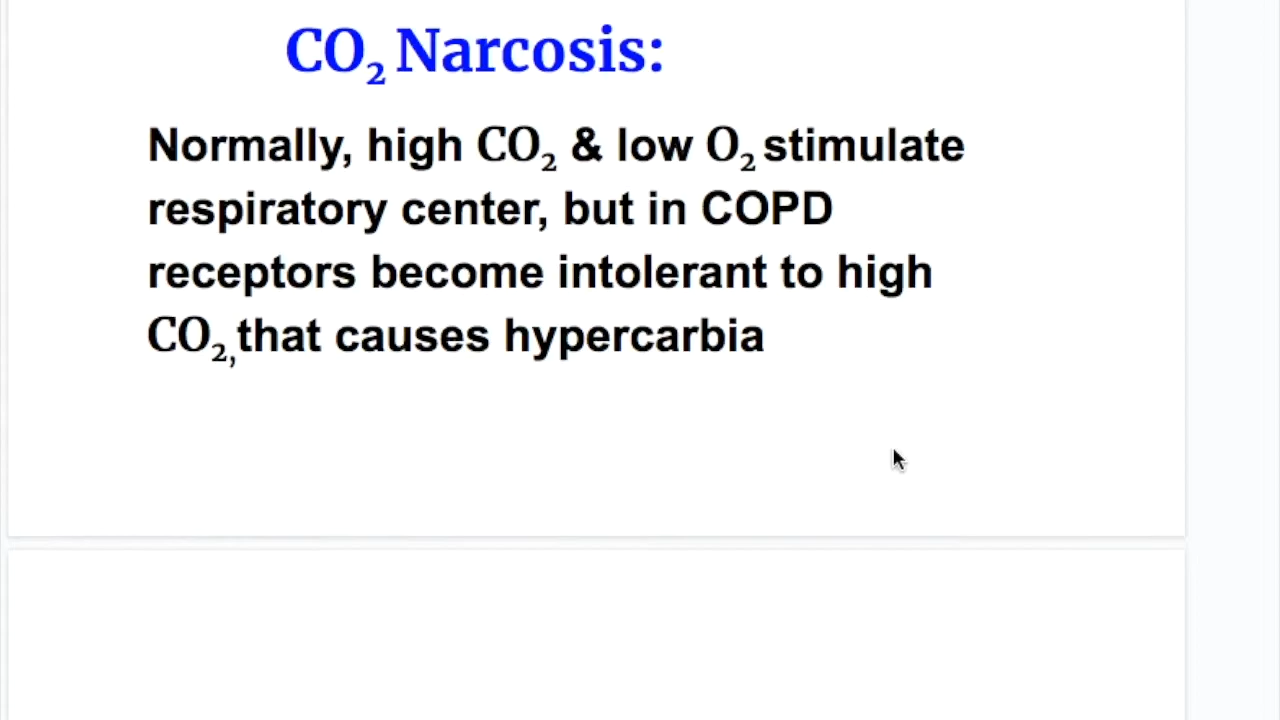 CO₂ Narcosis:
Normally, high CO₂ & low O₂ stimulate
respiratory center, but in COPD
receptors become intolerant to high
CO₂,that causes hypercarbia